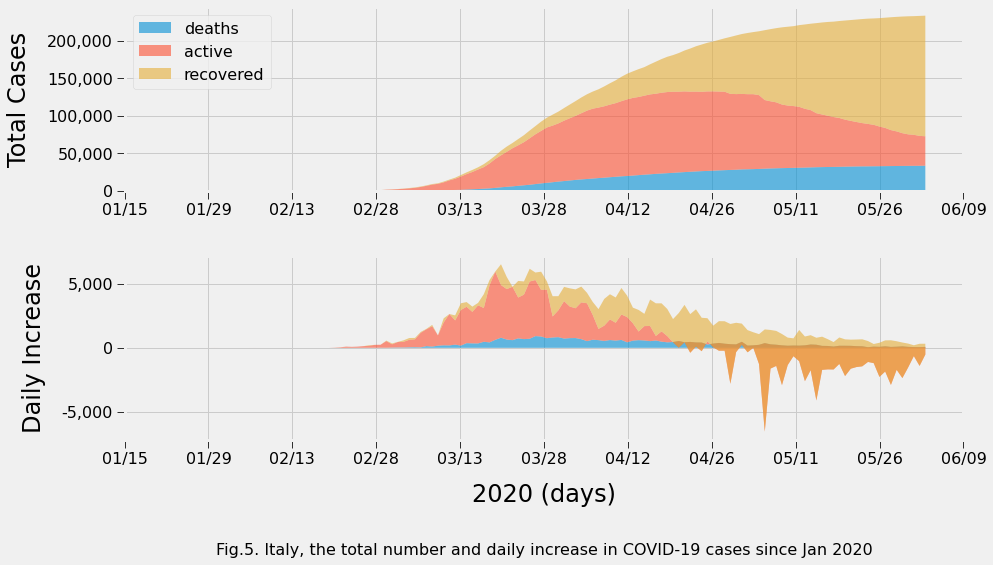 Total Cases
200,000
150,000
100,000
50,000
0
deaths
active
recovered
01/15 01/29 02/13 02/28 03/13 03/28 04/12 04/26 05/11 05/26 06/09
Daily Increase
5,000
0
-5,000
01/15 01/29 02/13 02/28 03/13 03/28 04/12 04/26 05/11 05/26 06/09
2020 (days)
Fig.5. Italy, the total number and daily increase in COVID-19 cases since Jan 2020